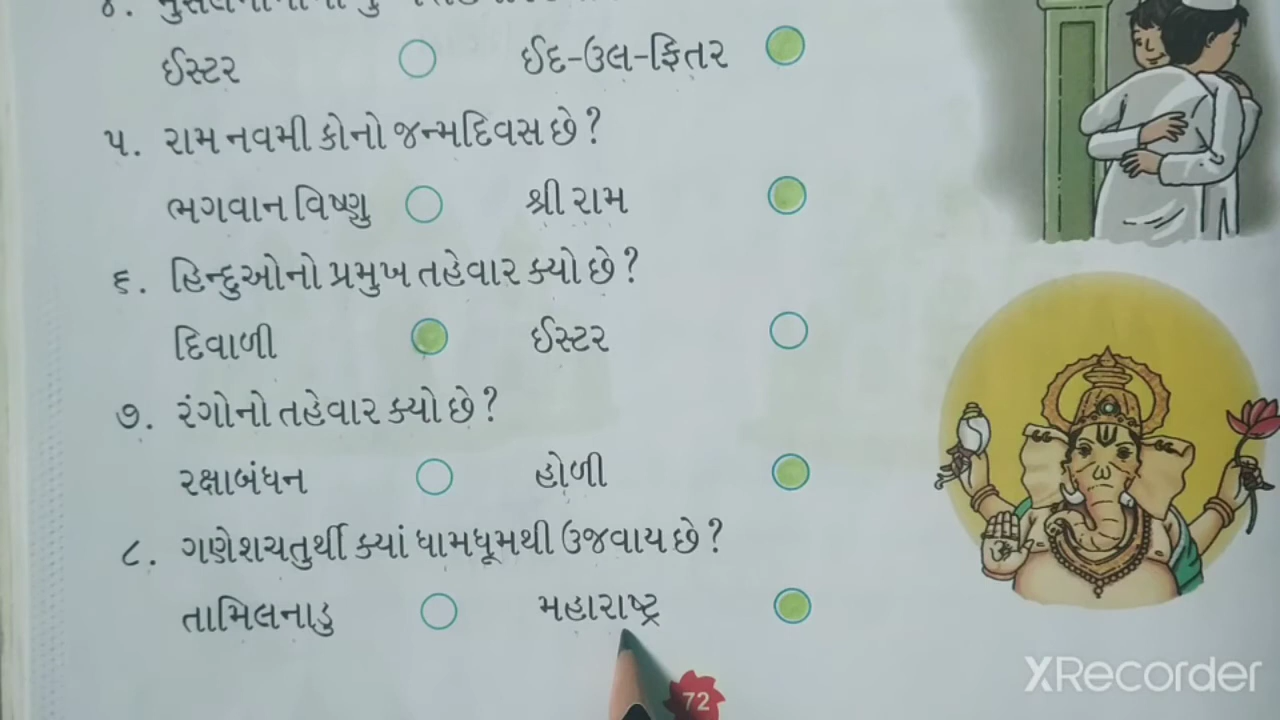 ૪.
ઈસ્ટર ઈદ-ઉલ-ફિતર
૫. રામ નવમી કોનો જન્મદિવસ છે?
ભગવાન વિષ્ણુ શ્રી રામ
૬. હિન્દુઓનો પ્રમુખ તહેવાર ક્યો છે?
દિવાળી ઈસ્ટર
૭. રંગોનો તહેવાર ક્યો છે?
રક્ષાબંધન હોળી
૮. ગણેશચતુર્થી ક્યાં ધામધૂમથી ઉજવાય છે?
તામિલનાડુ મહારાષ્ટ્ર
72
XRecorder